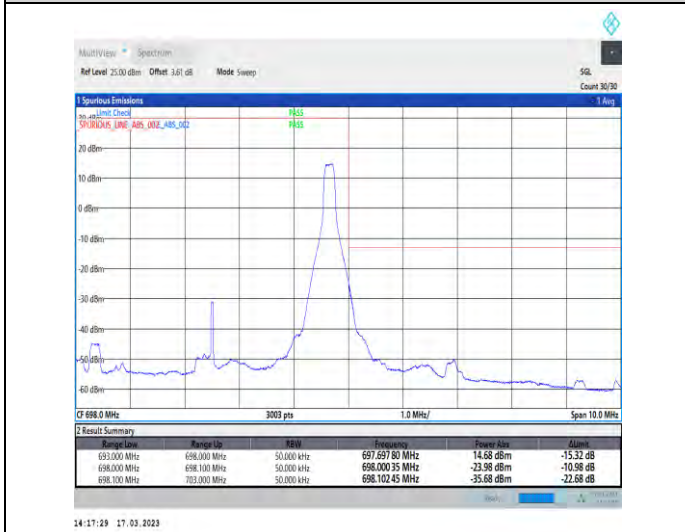 MultiView Spectrum
Ref Level 25.00 dBm Offset 3.61 dB Mode Sweep SGL
Count 30/30
1 Spurious Emissions 1 Avg
Limit Check PASS
PASS
20 dBm
10 dBm
0 dBm
-10 dBm
-20 dBm
-30 dBm
-40 dBm
-50 dBm
-60 dBm
CF 698.0 MHz 3003 pts 1.0 MHz/ Span 10.0 MHz
2 Result Summary
Range Low Range Up RBW Frequency Power Abs ΔLimit
693.000 MHz 698.000 MHz 50.000 kHz 697.697 80 MHz 14.68 dBm -15.32 dB
698.000 MHz 698.100 MHz 50.000 kHz 698.000 35 MHz -23.98 dBm -10.98 dB
698.100 MHz 703.000 MHz 50.000 kHz 698.102 45 MHz -35.68 dBm -22.68 dB
14:17:29 17.03.2023